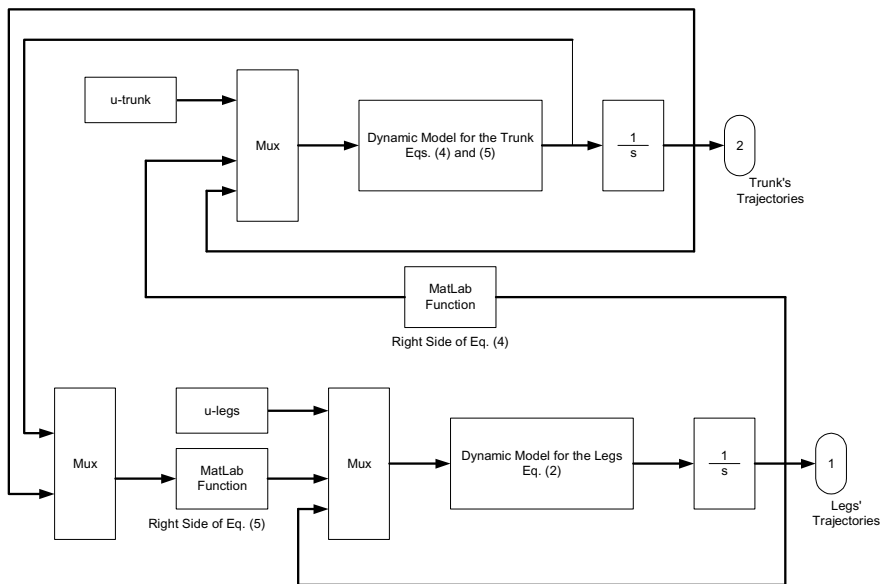 u-trunk
Mux
Dynamic Model for the Trunk
Eqs. (4) and (5)
1
s
2
Trunk's
Trajectories
MatLab
Function
Right Side of Eq. (4)
Mux
u-legs
MatLab
Function
Right Side of Eq. (5)
Mux
Dynamic Model for the Legs
Eq. (2)
1
s
1
Legs'
Trajectories